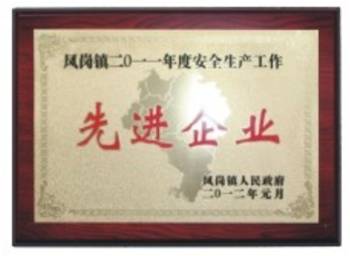 凤岗镇二〇一一年度安全生产工作
先进企业
凤岗镇人民政府
二〇一二年元月